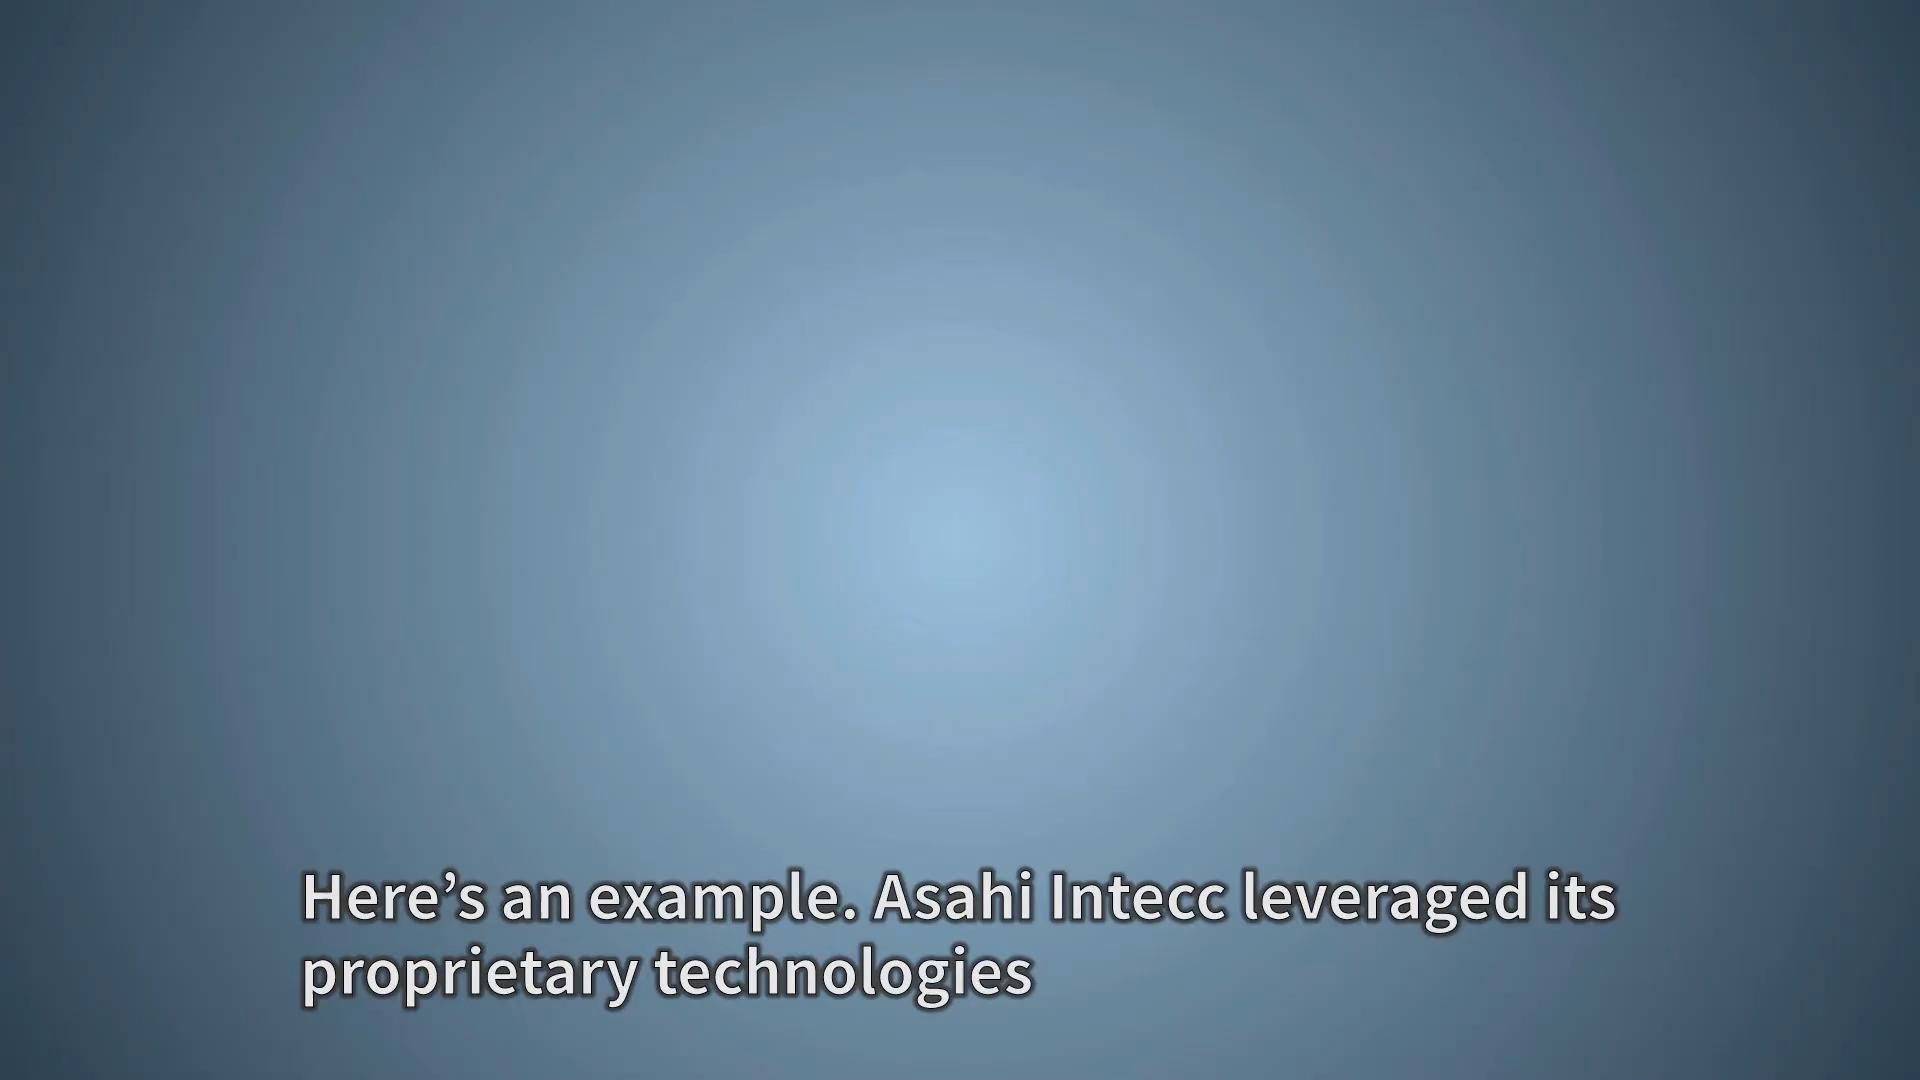 Here’s an example. Asahi Intecc leveraged its
proprietary technologies